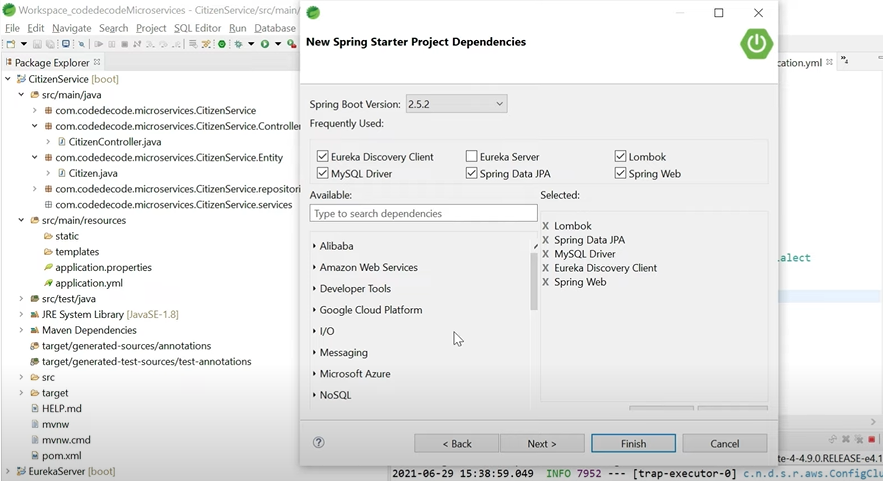 Workspace_codedecodeMicroservices - CitizenService/src/main/
File Edit Navigate Search Project SQL Editor Run Database
Package Explorer
CitizenService [boot]
src/main/java
com.codedecode.microservices.CitizenService
com.codedecode.microservices.CitizenService.Controller
CitizenController.java
com.codedecode.microservices.CitizenService.Entity
Citizen.java
com.codedecode.microservices.CitizenService.repositori
com.codedecode.microservices.CitizenService.services
src/main/resources
static
templates
application.properties
application.yml
src/test/java
JRE System Library [JavaSE-1.8]
Maven Dependencies
target/generated-sources/annotations
target/generated-test-sources/test-annotations
src
target
HELP.md
mvnw
mvnw.cmd
pom.xml
EurekaServer [boot]
New Spring Starter Project Dependencies
Spring Boot Version: 2.5.2
Frequently Used:
Eureka Discovery Client Eureka Server Lombok
MySQL Driver Spring Data JPA Spring Web
Available: Selected:
Type to search dependencies
Alibaba
Amazon Web Services
Developer Tools
Google Cloud Platform
I/O
Messaging
Microsoft Azure
NoSQL
X Lombok
X Spring Data JPA
X MySQL Driver
X Eureka Discovery Client
X Spring Web
? < Back Next > Finish Cancel
cation.yml
alect
te-4-4.9.0.RELEASE-e4.1
2021-06-29 15:38:59.049 INFO 7952 --- [trap-executor-0] c.n.d.s.r.aws.ConfigClu